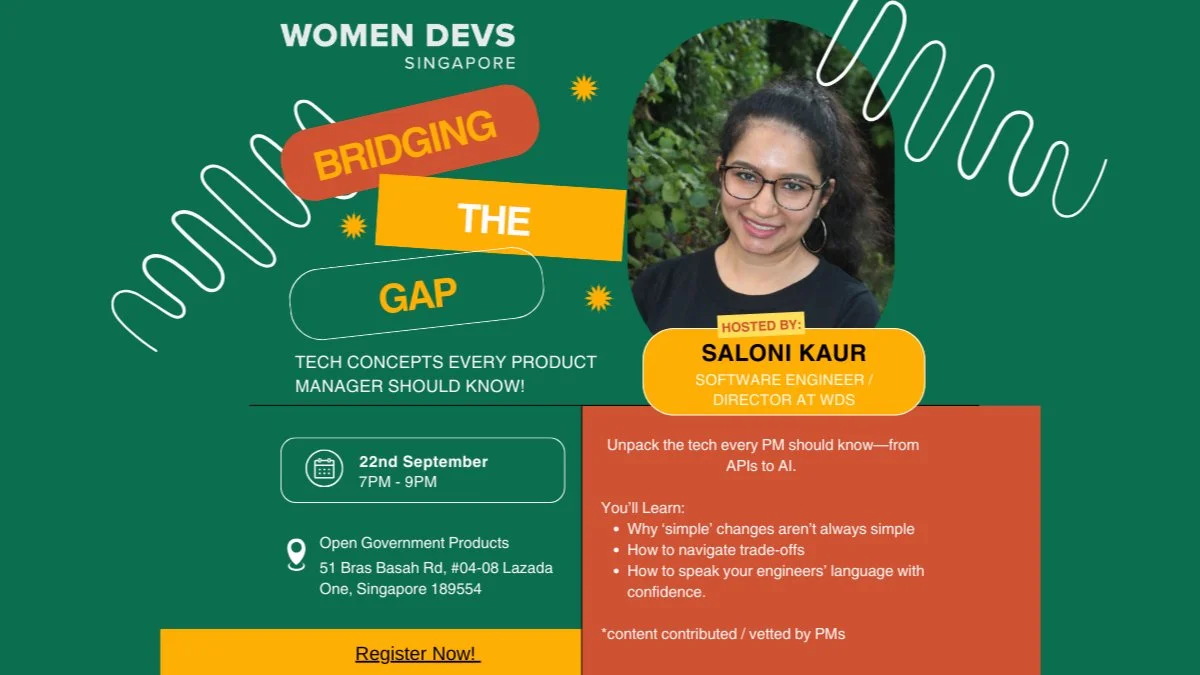 WOMEN DEVS
SINGAPORE
BRIDGING
THE
GAP
TECH CONCEPTS EVERY PRODUCT
MANAGER SHOULD KNOW!
HOSTED BY:
SALONI KAUR
SOFTWARE ENGINEER /
DIRECTOR AT WDS
22nd September
7PM - 9PM
Open Government Products
51 Bras Basah Rd, #04-08 Lazada
One, Singapore 189554
Register Now!
Unpack the tech every PM should know—from
APIs to AI.
You’ll Learn:
• Why ‘simple’ changes aren’t always simple
• How to navigate trade-offs
• How to speak your engineers’ language with
confidence.
*content contributed / vetted by PMs